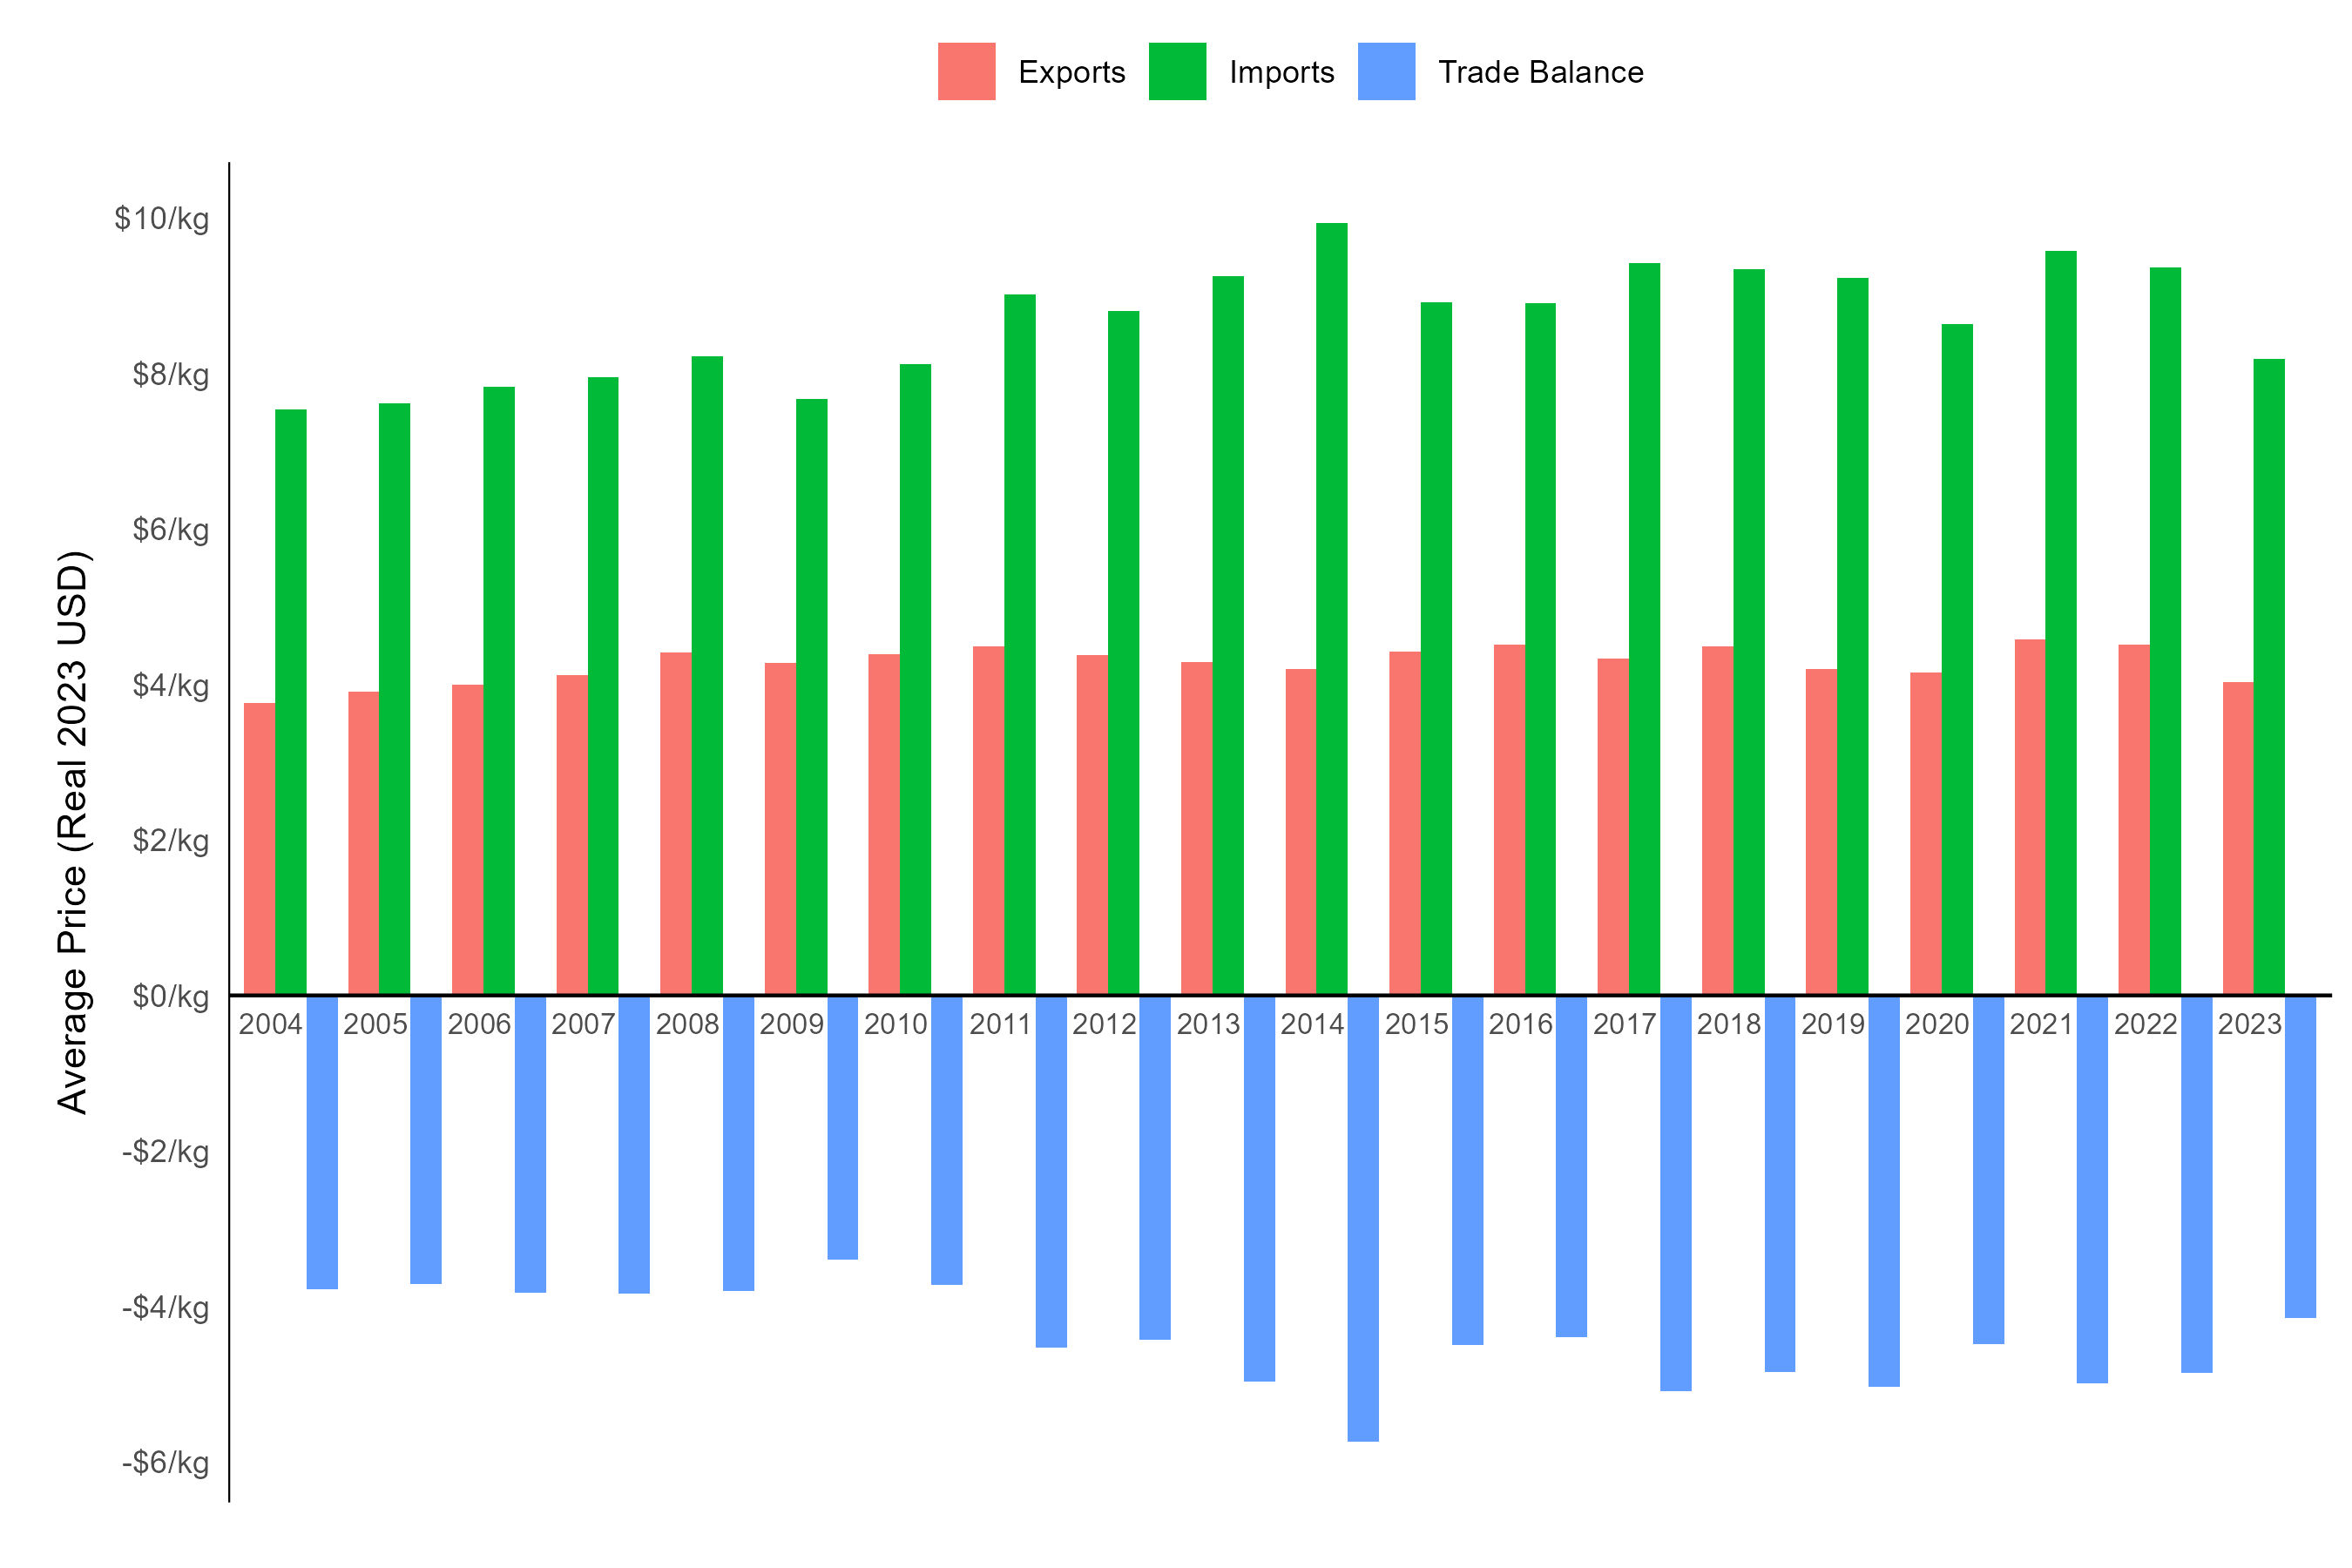 Exports Imports Trade Balance
Average Price (Real 2023 USD)
$10/kg
$8/kg
$6/kg
$4/kg
$2/kg
$0/kg
2004 2005 2006 2007 2008 2009 2010 2011 2012 2013 2014 2015 2016 2017 2018 2019 2020 2021 2022 2023
-$2/kg
-$4/kg
-$6/kg